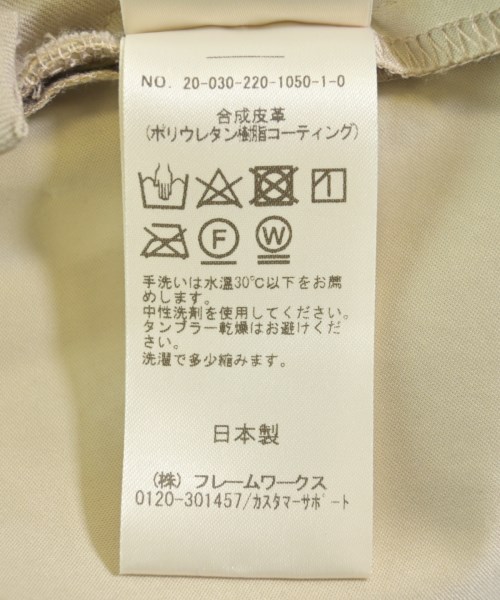 NO. 20-030-220-1050-1-0
合成皮革
(ポリウレタン樹脂コーティング)
F
W
手洗いは水温30℃以下をお薦
めします。
中性洗剤を使用してください。
タンブラー乾燥はお避けくだ
さい。
洗濯で多少縮みます。
日本製
(株) フレームワークス
0120-301457/カスタマーサポート